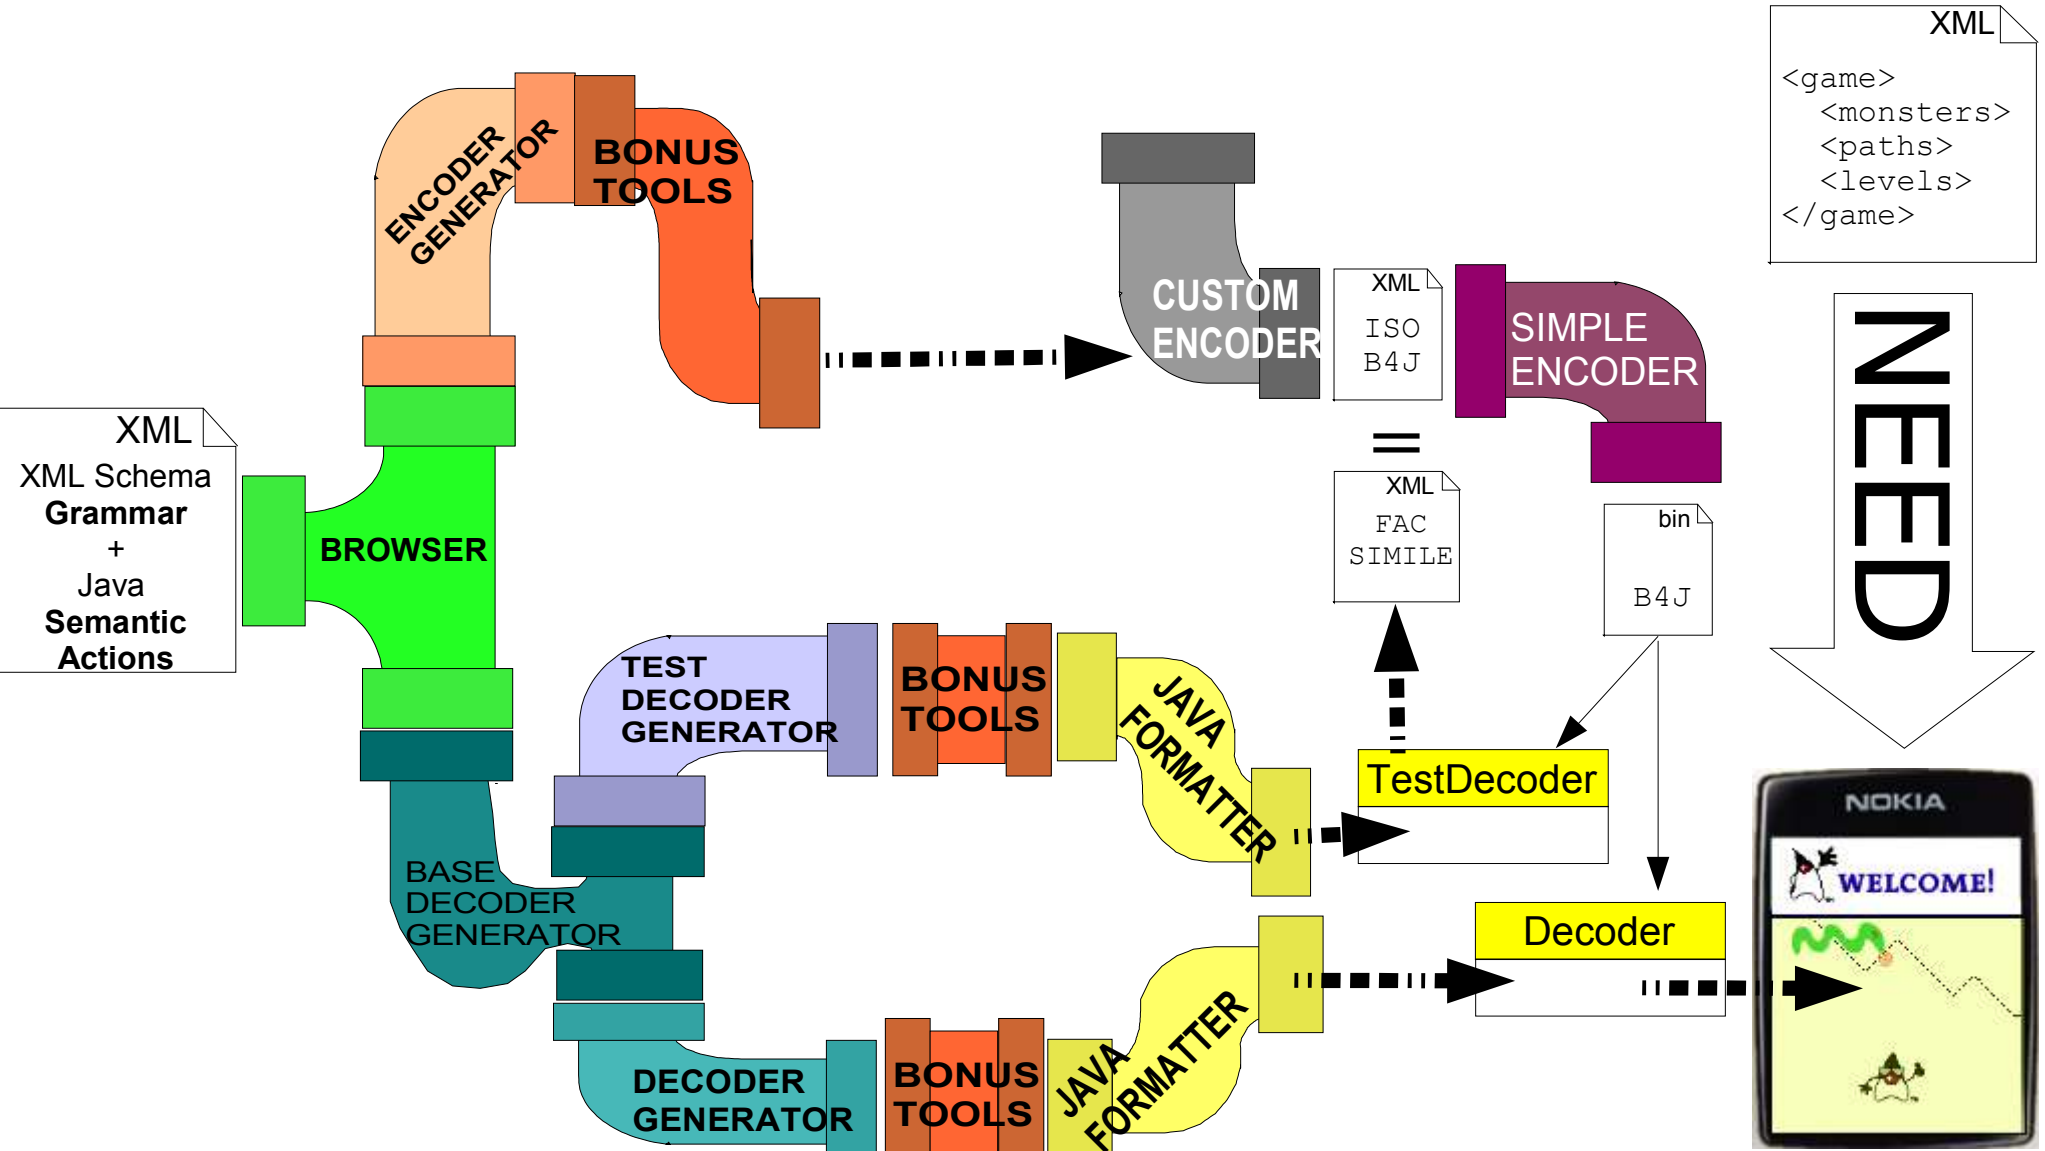 XML
XML Schema
Grammar
+
Java
Semantic
Actions
BROWSER
ENCODER
GENERATOR
BONUS
TOOLS
CUSTOM
ENCODER
XML
ISO
B4J
SIMPLE
ENCODER
=
XML
FAC
SIMILE
bin
B4J
XML
<game>
<monsters>
<paths>
<levels>
</game>
NEED
BASE
DECODER
GENERATOR
TEST
DECODER
GENERATOR
BONUS
TOOLS
JAVA
FORMATTER
TestDecoder
DECODER
GENERATOR
BONUS
TOOLS
JAVA
FORMATTER
Decoder
NOKIA
WELCOME!